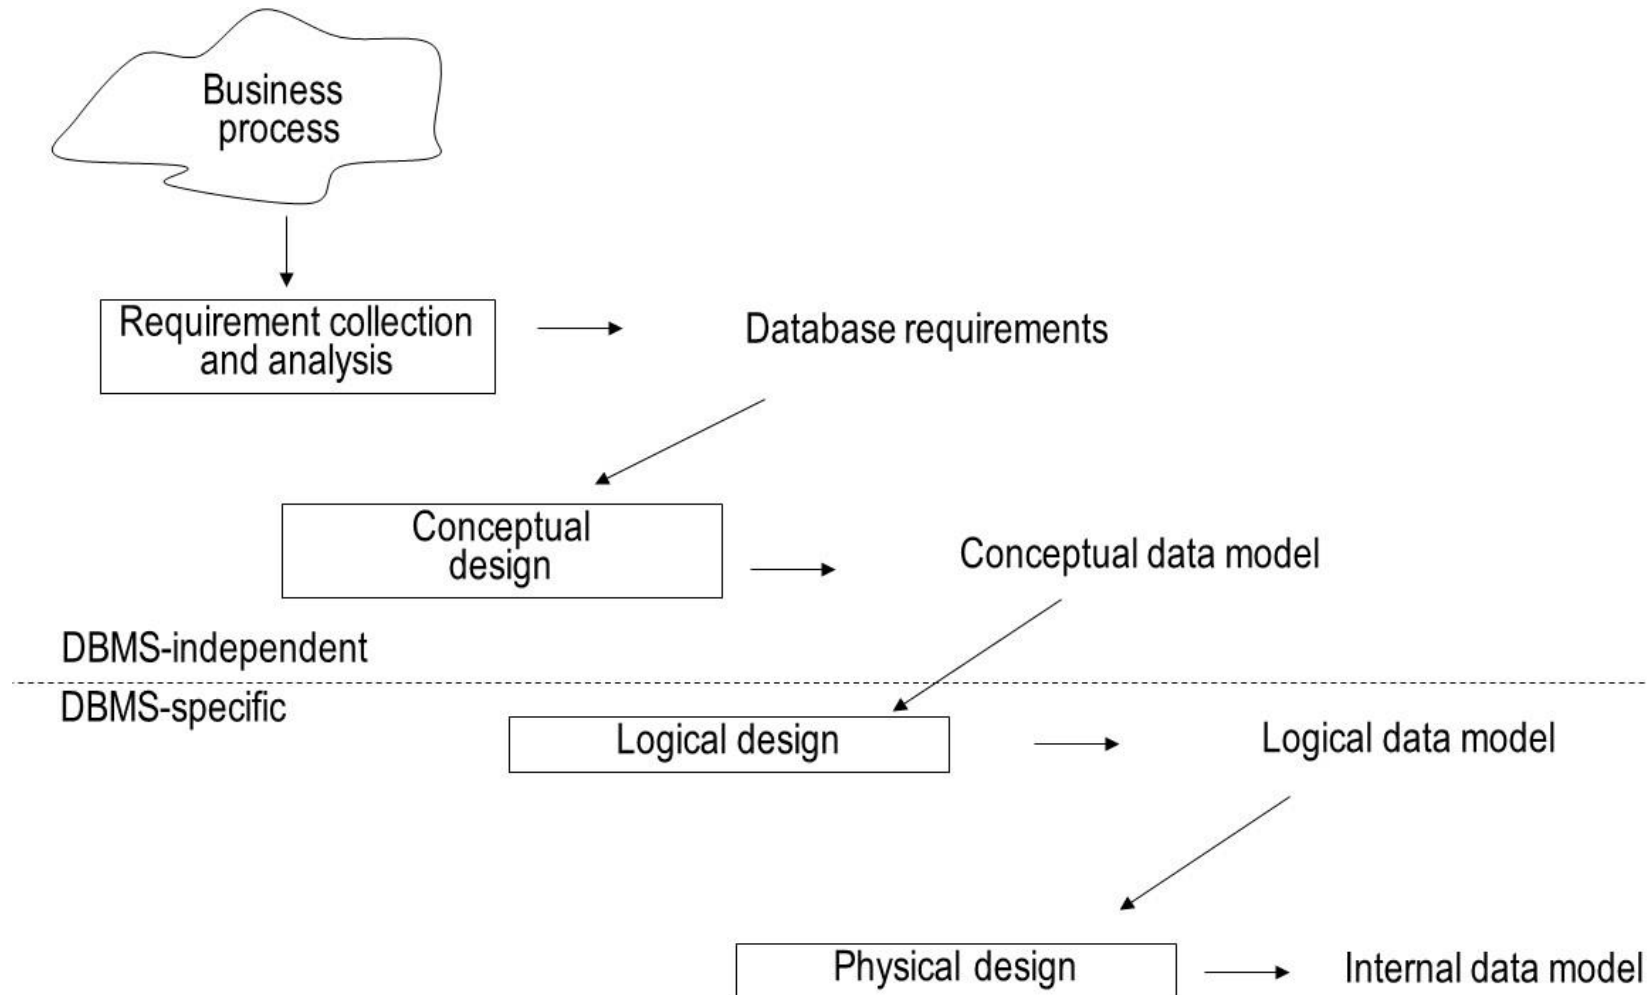 Business
process
Requirement collection
and analysis
Database requirements
Conceptual
design
Conceptual data model
DBMS-independent
DBMS-specific
Logical design
Logical data model
Physical design
Internal data model